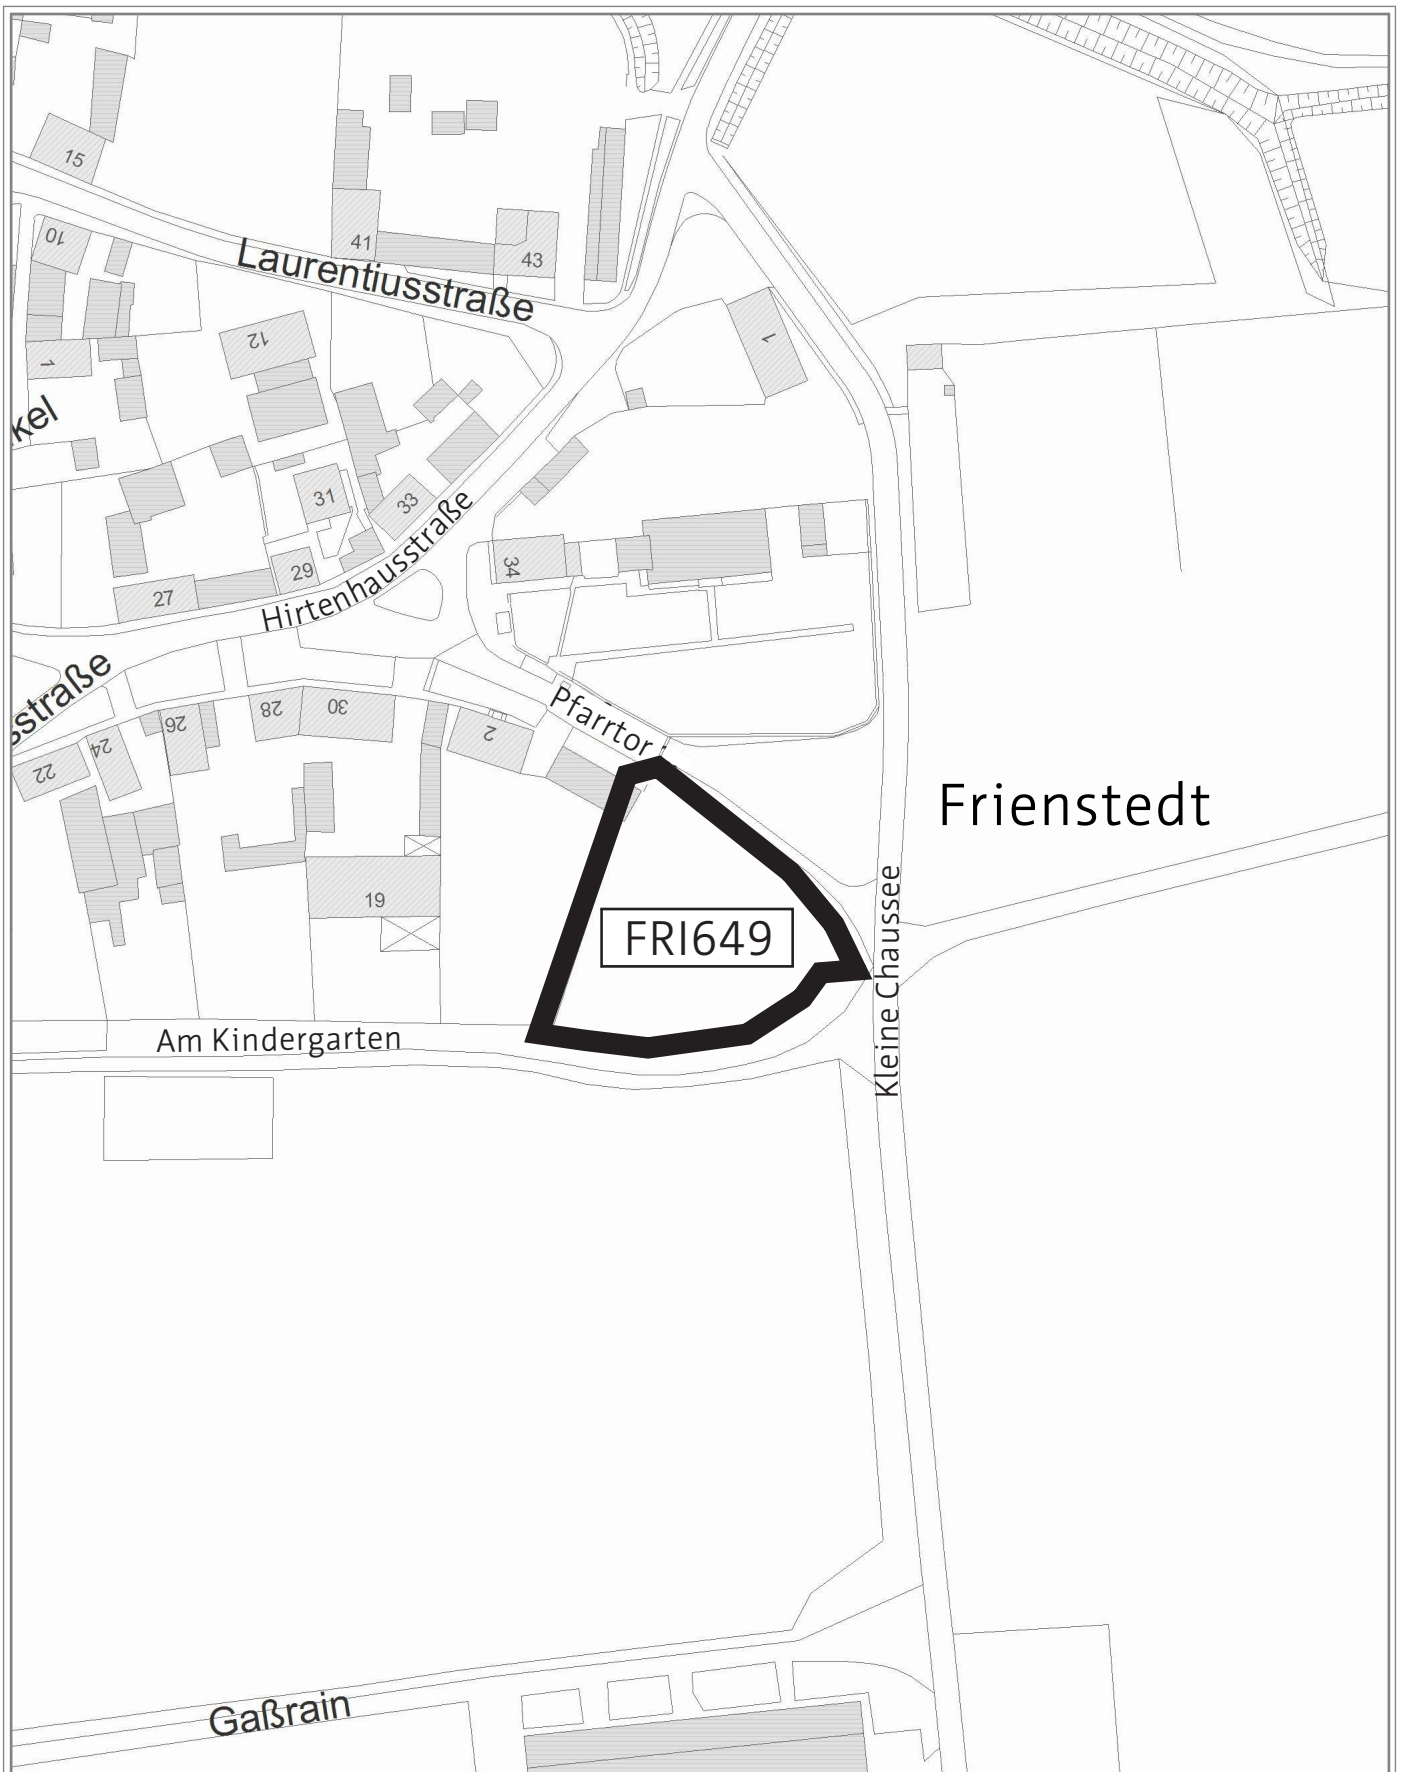 15
41
10
43
Laurentiusstraße
12
1
1
kel
31
33
34
29
27
Hirtenhausstraße
sstraße
Pfarrtor
26
28
30
2
24
22
Frienstedt
19
FRI649
Kleine Chaussee
Am Kindergarten
Gaßrain